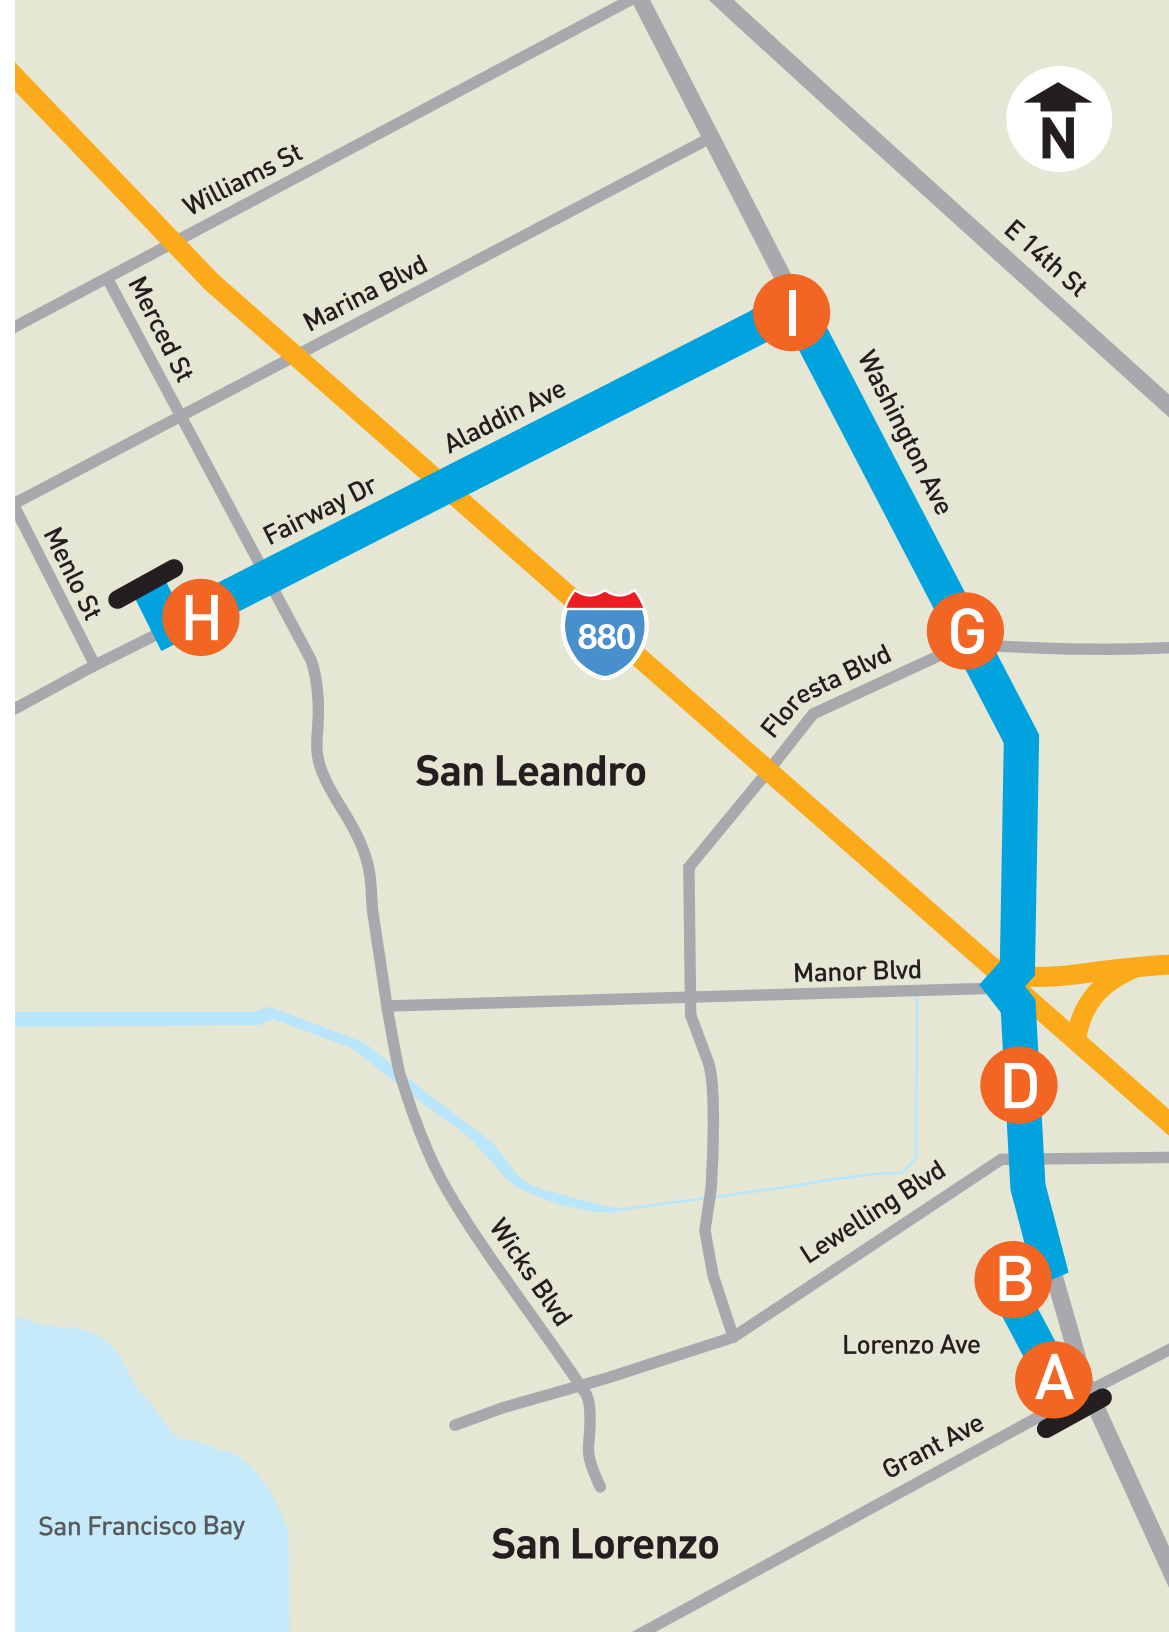 N
Williams St
E 14th St
Marina Blvd
Merced St
I
Aladdin Ave
Washington Ave
Fairway Dr
Menlo St
H
880
G
Floresta Blvd
San Leandro
Manor Blvd
D
Lewelling Blvd
Wicks Blvd
B
Lorenzo Ave
A
Grant Ave
San Francisco Bay
San Lorenzo